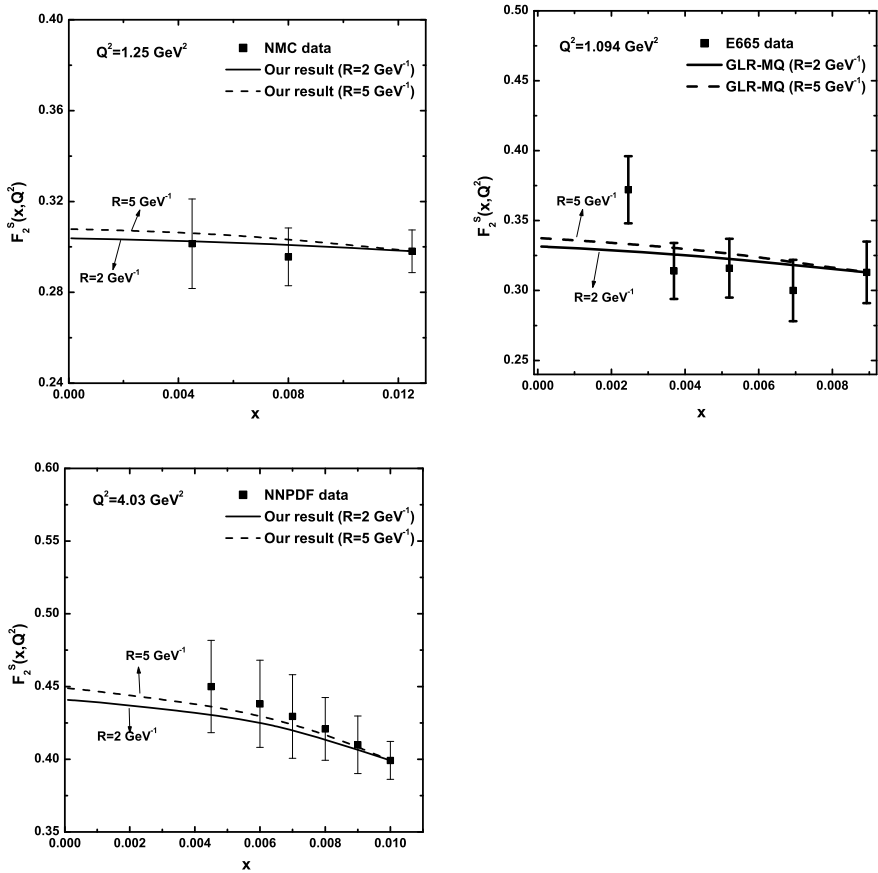 Q²=1.25 GeV²
NMC data
Our result (R=2 GeV⁻¹)
Our result (R=5 GeV⁻¹)
R=5 GeV⁻¹
R=2 GeV⁻¹
F₂ˢ(x,Q²)
0.40
0.36
0.32
0.28
0.24
0.000 0.004 0.008 0.012
x
Q²=1.094 GeV²
E665 data
GLR-MQ (R=2 GeV⁻¹)
GLR-MQ (R=5 GeV⁻¹)
R=5 GeV⁻¹
R=2 GeV⁻¹
F₂ˢ(x,Q²)
0.50
0.45
0.40
0.35
0.30
0.25
0.000 0.002 0.004 0.006 0.008
x
Q²=4.03 GeV²
NNPDF data
Our result (R=2 GeV⁻¹)
Our result (R=5 GeV⁻¹)
R=5 GeV⁻¹
R=2 GeV⁻¹
F₂ˢ(x,Q²)
0.60
0.55
0.50
0.45
0.40
0.35
0.000 0.002 0.004 0.006 0.008 0.010
x